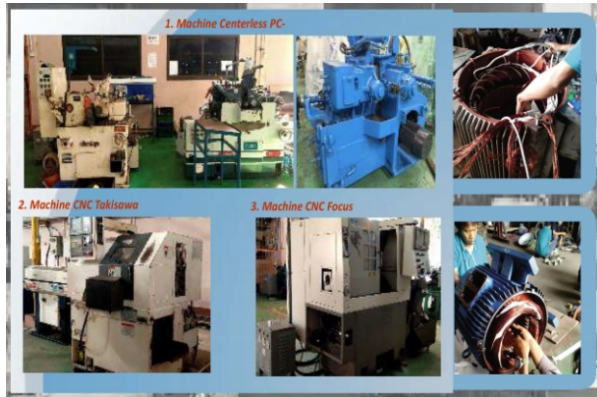 1. Machine Centerless PC-
2. Machine CNC Takisawa
3. Machine CNC Focus